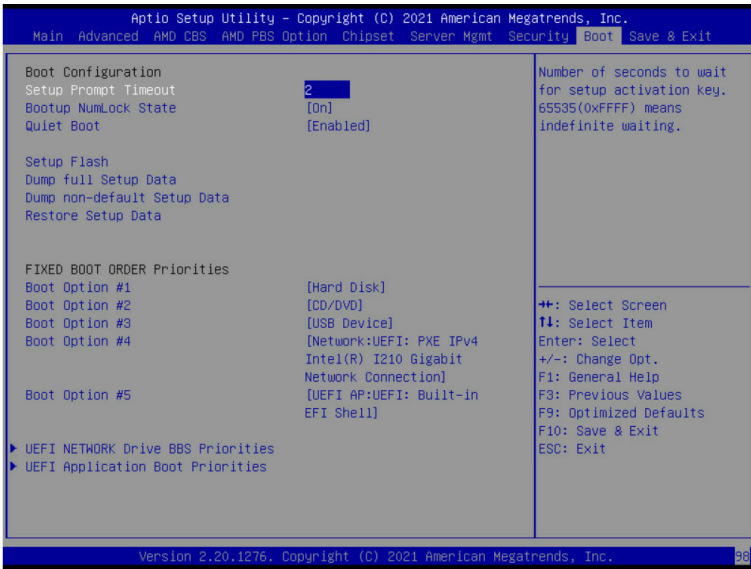 Aptio Setup Utility – Copyright (C) 2021 American Megatrends, Inc.
Main Advanced AMD CBS AMD PBS Option Chipset Server Mgmt Security Boot Save & Exit
Boot Configuration
Setup Prompt Timeout 2
Bootup NumLock State [On]
Quiet Boot [Enabled]
Setup Flash
Dump full Setup Data
Dump non-default Setup Data
Restore Setup Data
FIXED BOOT ORDER Priorities
Boot Option #1 [Hard Disk]
Boot Option #2 [CD/DVD]
Boot Option #3 [USB Device]
Boot Option #4 [Network:UEFI: PXE IPv4
Intel(R) I210 Gigabit
Network Connection]
Boot Option #5 [UEFI AP:UEFI: Built-in
EFI Shell]
UEFI NETWORK Drive BBS Priorities
UEFI Application Boot Priorities
Number of seconds to wait
for setup activation key.
65535(0xFFFF) means
indefinite waiting.
→←: Select Screen
↑↓: Select Item
Enter: Select
+/-: Change Opt.
F1: General Help
F3: Previous Values
F9: Optimized Defaults
F10: Save & Exit
ESC: Exit
Version 2.20.1276. Copyright (C) 2021 American Megatrends, Inc.
98